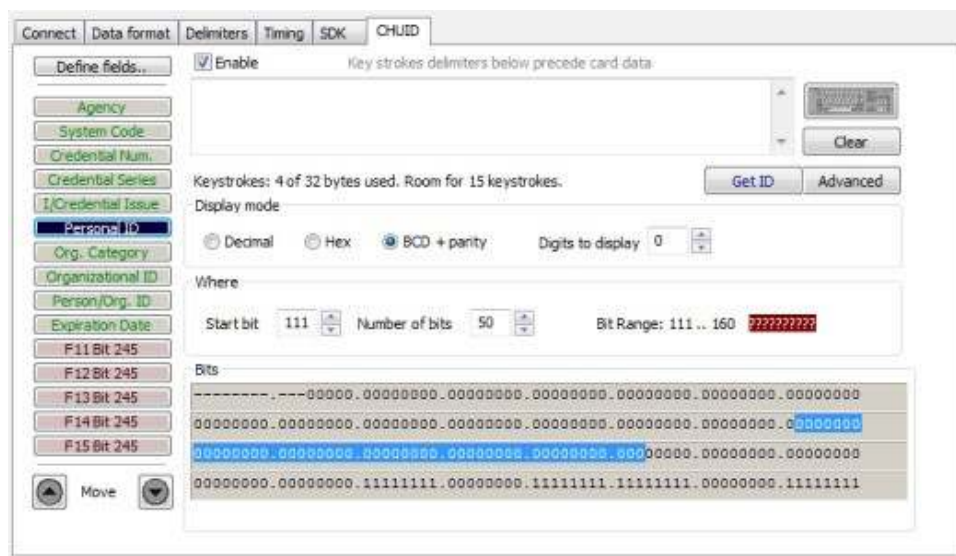 Connect Data format Delimiters Timing SDK CHUID
Define fields..
Agency
System Code
Credential Num.
Credential Series
I/Credential Issue
Personal ID
Org. Category
Organizational ID
Person/Org. ID
Expiration Date
F11 Bit 245
F12 Bit 245
F13 Bit 245
F14 Bit 245
F15 Bit 245
Move
Enable Key strokes delimiters below precede card data
Clear
Keystrokes: 4 of 32 bytes used. Room for 15 keystrokes. Get ID Advanced
Display mode
Decimal Hex BCD + parity Digits to display 0
Where
Start bit 111 Number of bits 50 Bit Range: 111 .. 160 ??????????
Bits
--------.---00000.00000000.00000000.00000000.00000000.00000000.00000000
00000000.00000000.00000000.00000000.00000000.00000000.00000000.00000000
00000000.00000000.00000000.00000000.00000000.00000000.00000000.00000000
00000000.00000000.11111111.00000000.11111111.11111111.00000000.11111111